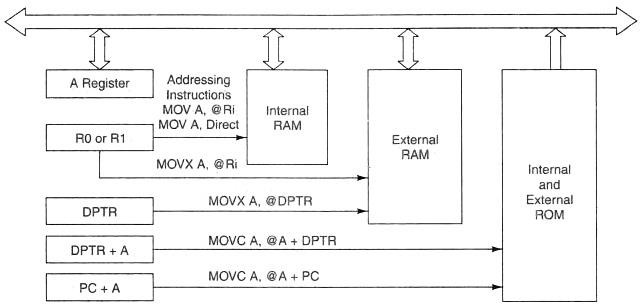 A Register
Addressing
Instructions
MOV A, @Ri
MOV A, Direct
R0 or R1
Internal
RAM
MOVX A, @Ri
External
RAM
Internal
and
External
ROM
DPTR
MOVX A, @DPTR
DPTR + A
MOVC A, @A + DPTR
PC + A
MOVC A, @A + PC